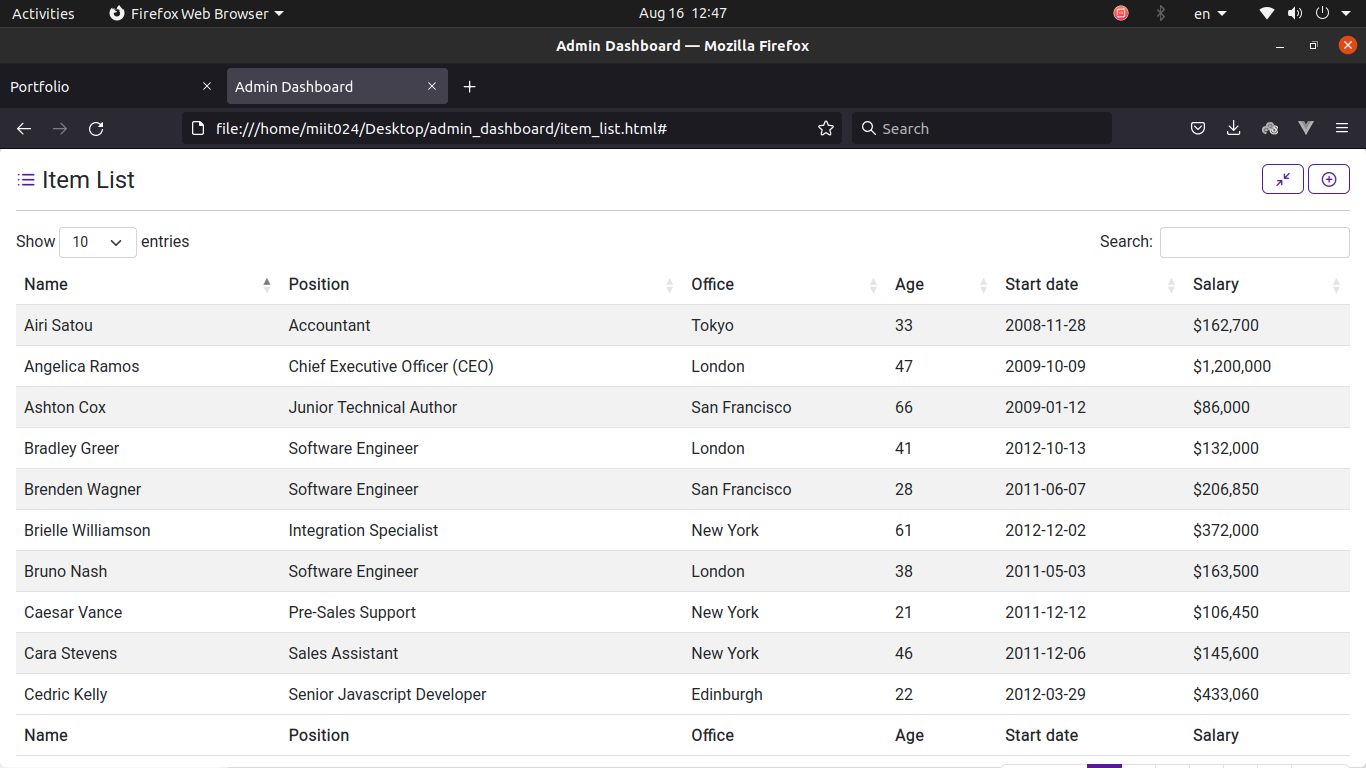 Activities Firefox Web Browser Aug 16 12:47 en
Admin Dashboard — Mozilla Firefox
Portfolio Admin Dashboard
file:///home/miit024/Desktop/admin_dashboard/item_list.html# Search
Item List
Show 10 entries Search:
Name Position Office Age Start date Salary
Airi Satou Accountant Tokyo 33 2008-11-28 $162,700
Angelica Ramos Chief Executive Officer (CEO) London 47 2009-10-09 $1,200,000
Ashton Cox Junior Technical Author San Francisco 66 2009-01-12 $86,000
Bradley Greer Software Engineer London 41 2012-10-13 $132,000
Brenden Wagner Software Engineer San Francisco 28 2011-06-07 $206,850
Brielle Williamson Integration Specialist New York 61 2012-12-02 $372,000
Bruno Nash Software Engineer London 38 2011-05-03 $163,500
Caesar Vance Pre-Sales Support New York 21 2011-12-12 $106,450
Cara Stevens Sales Assistant New York 46 2011-12-06 $145,600
Cedric Kelly Senior Javascript Developer Edinburgh 22 2012-03-29 $433,060
Name Position Office Age Start date Salary